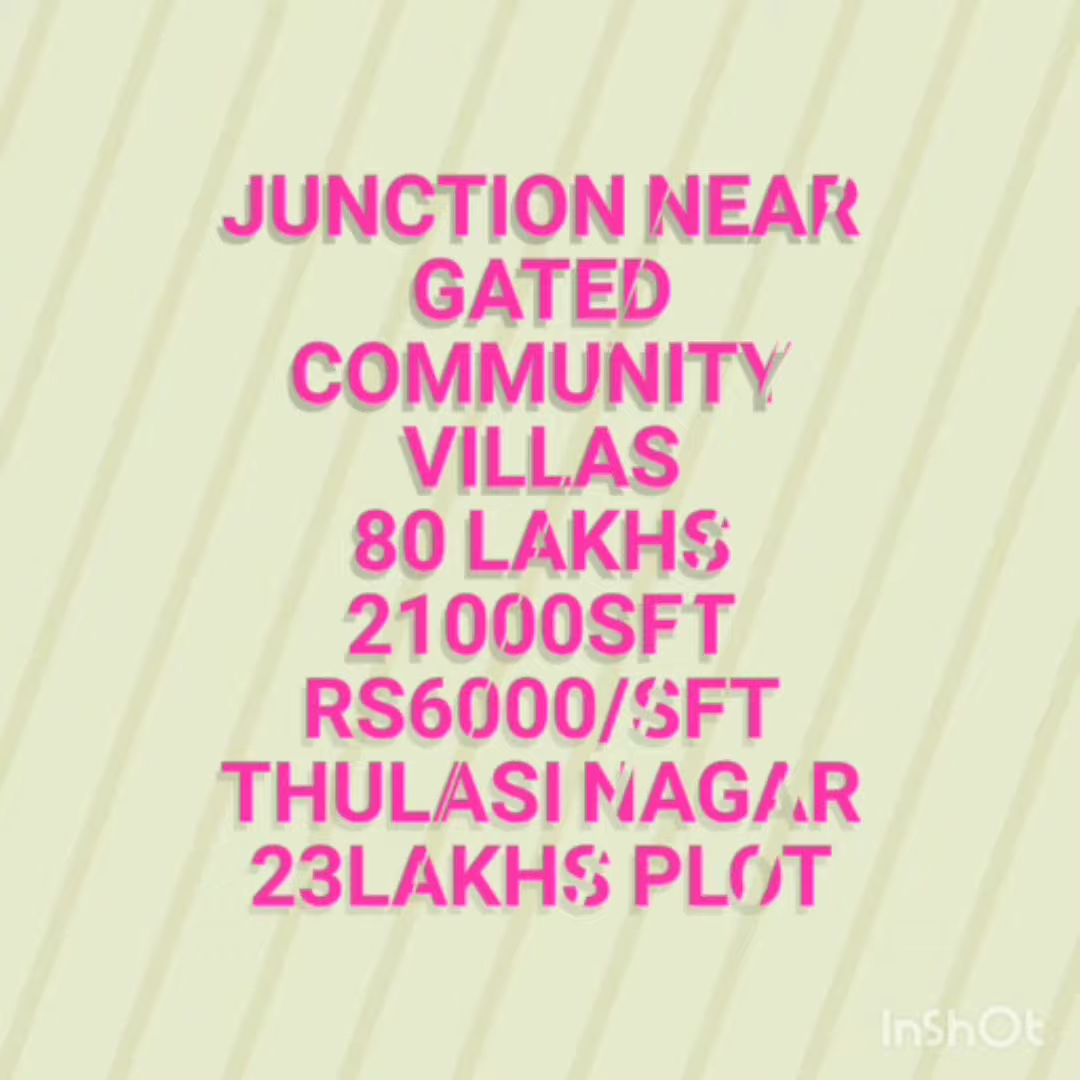 JUNCTION NEAR
GATED
COMMUNITY
VILLAS
80 LAKHS
21000SFT
RS6000/SFT
THULASI NAGAR
23LAKHS PLOT
InShOt